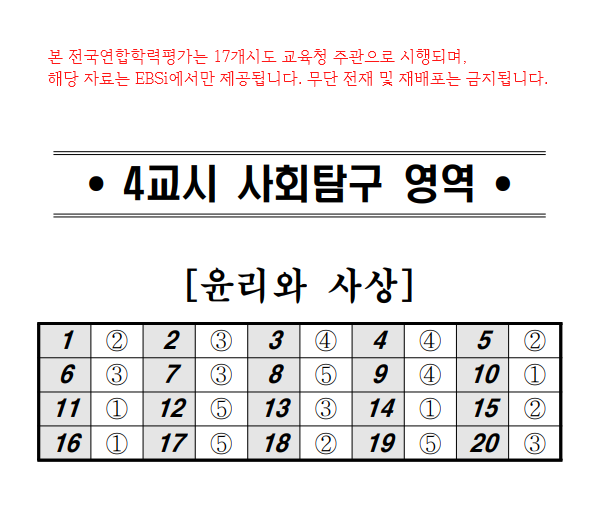 본 전국연합학력평가는 17개시도 교육청 주관으로 시행되며,
해당 자료는 EBSi에서만 제공됩니다. 무단 전재 및 재배포는 금지됩니다.
• 4교시 사회탐구 영역 •
[윤리와 사상]
1 ② 2 ③ 3 ④ 4 ④ 5 ②
6 ③ 7 ③ 8 ⑤ 9 ④ 10 ①
11 ① 12 ⑤ 13 ③ 14 ① 15 ②
16 ① 17 ⑤ 18 ② 19 ⑤ 20 ③